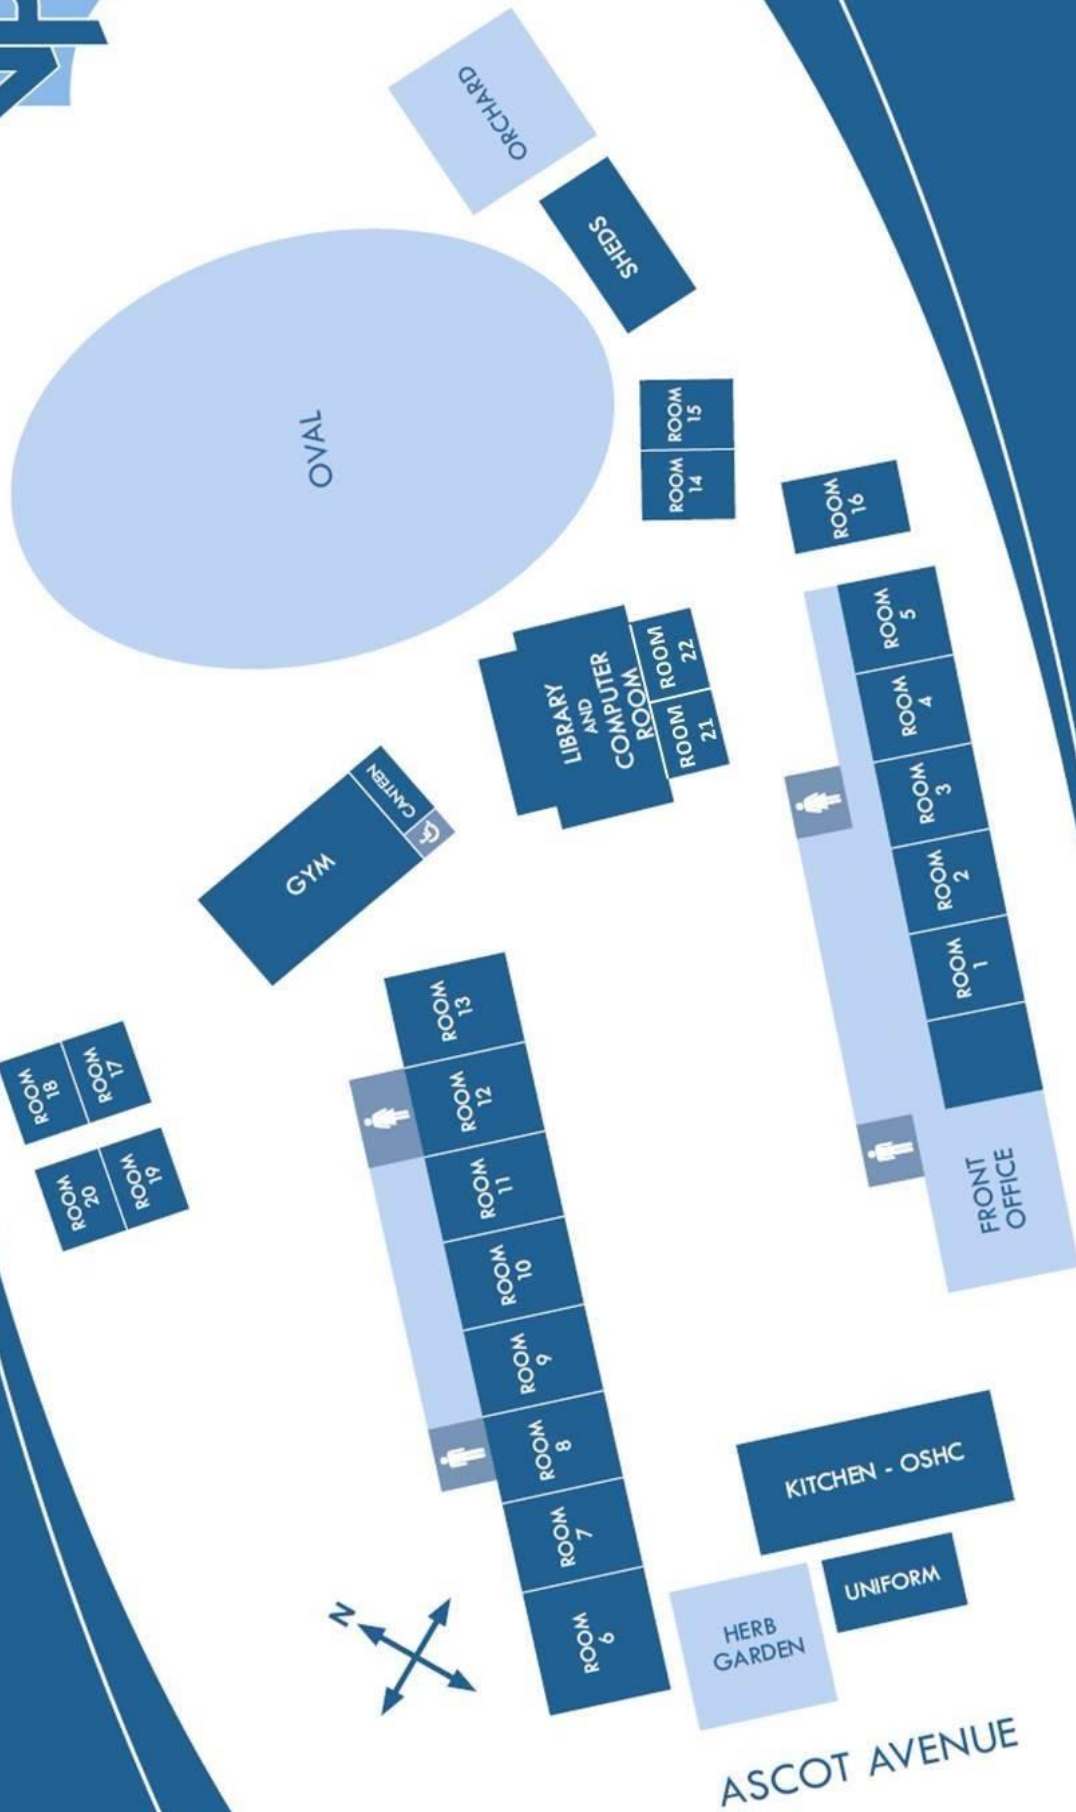 ORCHARD
SHEDS
OVAL
ROOM
15
ROOM
14
ROOM
16
ROOM
5
ROOM
4
ROOM
3
ROOM
2
ROOM
1
LIBRARY
AND
COMPUTER
ROOM
ROOM
22
ROOM
21
CANTEEN
GYM
ROOM
13
ROOM
12
ROOM
11
ROOM
10
ROOM
9
ROOM
8
ROOM
7
ROOM
6
ROOM
18
ROOM
17
ROOM
20
ROOM
19
FRONT
OFFICE
KITCHEN - OSHC
UNIFORM
HERB
GARDEN
N
ASCOT AVENUE